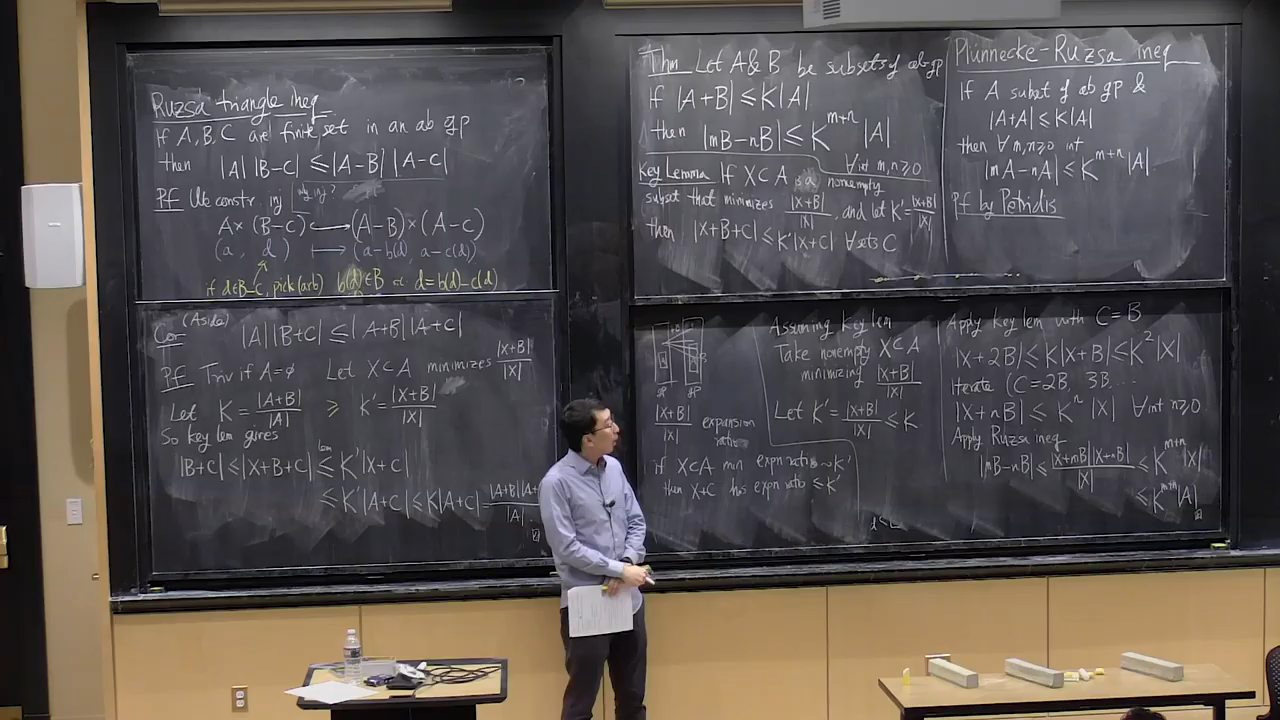 Ruzsa triangle ineq
If A, B, C are finite set in an ab gp
then |A| |B-C| ≤ |A-B| |A-C|
Pf We constr. inj
A × (B-C) ⟶ (A-B) × (A-C)
(a, d) ⟼ (a-b(d), a-c(d))
if d∈B-C, pick (arb) b(d)∈B st d=b(d)-c(d)
Cor (Aside) |A| |B+C| ≤ |A+B| |A+C|
Pf Triv if A=∅ Let X⊂A minimizes |X+B|/|X|
Let K = |A+B|/|A| ≥ K' = |X+B|/|X|
So key lem gives
|B+C| ≤ |X+B+C| ≤ K'|X+C|
lem
≤ K'|A+C| ≤ K|A+C| = |A+B||A+
|A|
Thm Let A & B be subsets of ab gp
If |A+B| ≤ K|A|
then |mB-nB| ≤ K^{m+n} |A|
∀int m,n≥0
Key Lemma If X⊂A is a nonempty
subset that minimizes |X+B|/|X|, and let K' = |X+B|/|X|
then |X+B+C| ≤ K'|X+C| ∀sets C
Plünnecke-Ruzsa ineq
If A subset of ab gp &
|A+A| ≤ K|A|
then ∀ m,n≥0 int
|mA-nA| ≤ K^{m+n} |A|
Pf by Petridis
|X+B|/|X| expansion ratio
if X⊂A min expn ratio K'
then X+C has expn ratio ≤ K'
Assuming Key lem
Take nonempty X⊂A
minimizing |X+B|/|X|
Let K' = |X+B|/|X| ≤ K
Apply key lem with C = B
|X+2B| ≤ K|X+B| ≤ K²|X|
Iterate (C = 2B, 3B, ...
|X+nB| ≤ K^n |X| ∀int n≥0
Apply Ruzsa ineq
|mB-nB| ≤ |X+mB||X+nB|/|X| ≤ K^{m+n}|X|
≤ K^{m+n}|A|